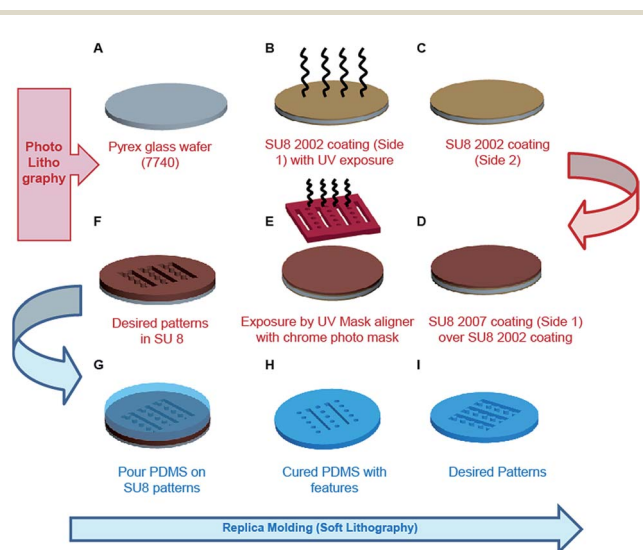 A
B
C
Photo
Litho
graphy
Pyrex glass wafer
(7740)
SU8 2002 coating (Side
1) with UV exposure
SU8 2002 coating
(Side 2)
F
E
D
Desired patterns
in SU 8
Exposure by UV Mask aligner
with chrome photo mask
SU8 2007 coating (Side 1)
over SU8 2002 coating
G
H
I
Pour PDMS on
SU8 patterns
Cured PDMS with
features
Desired Patterns
Replica Molding (Soft Lithography)